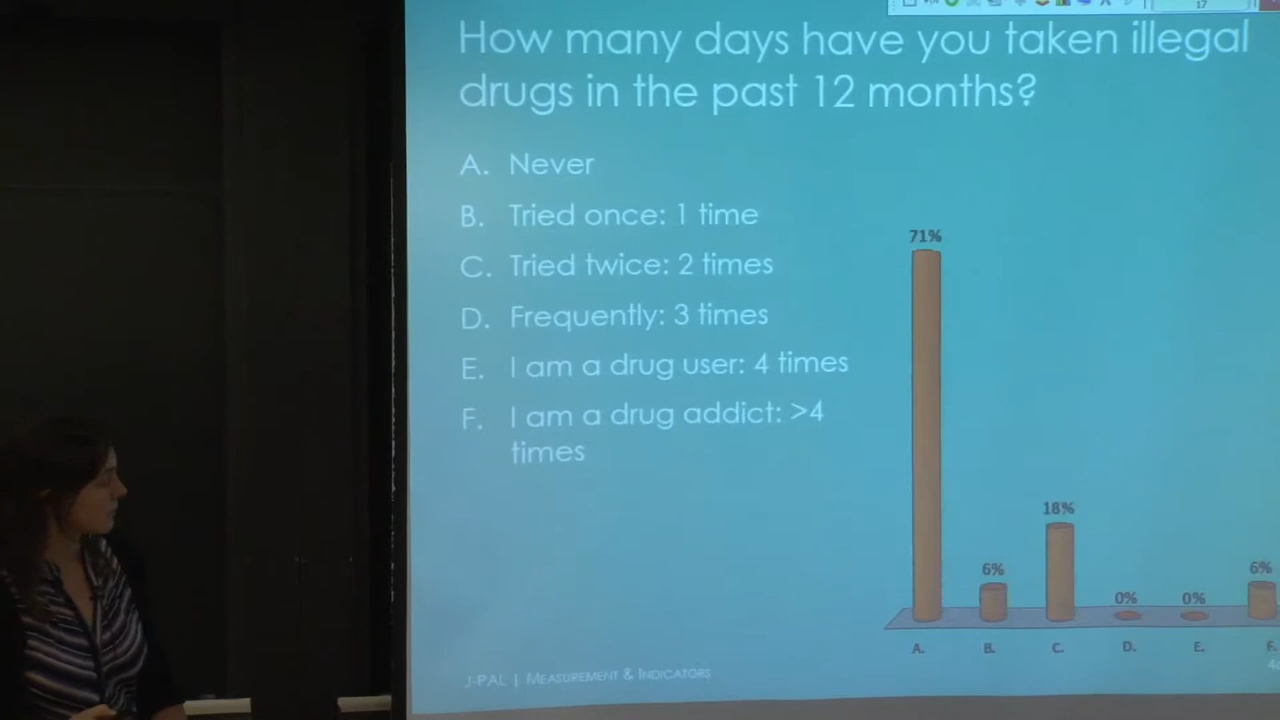 17
How many days have you taken illegal
drugs in the past 12 months?
A. Never
B. Tried once: 1 time
C. Tried twice: 2 times
D. Frequently: 3 times
E. I am a drug user: 4 times
F. I am a drug addict: >4
times
71%
6%
18%
0%
0%
6%
A.
B.
C.
D.
E.
F.
J-PAL | MEASUREMENT & INDICATORS